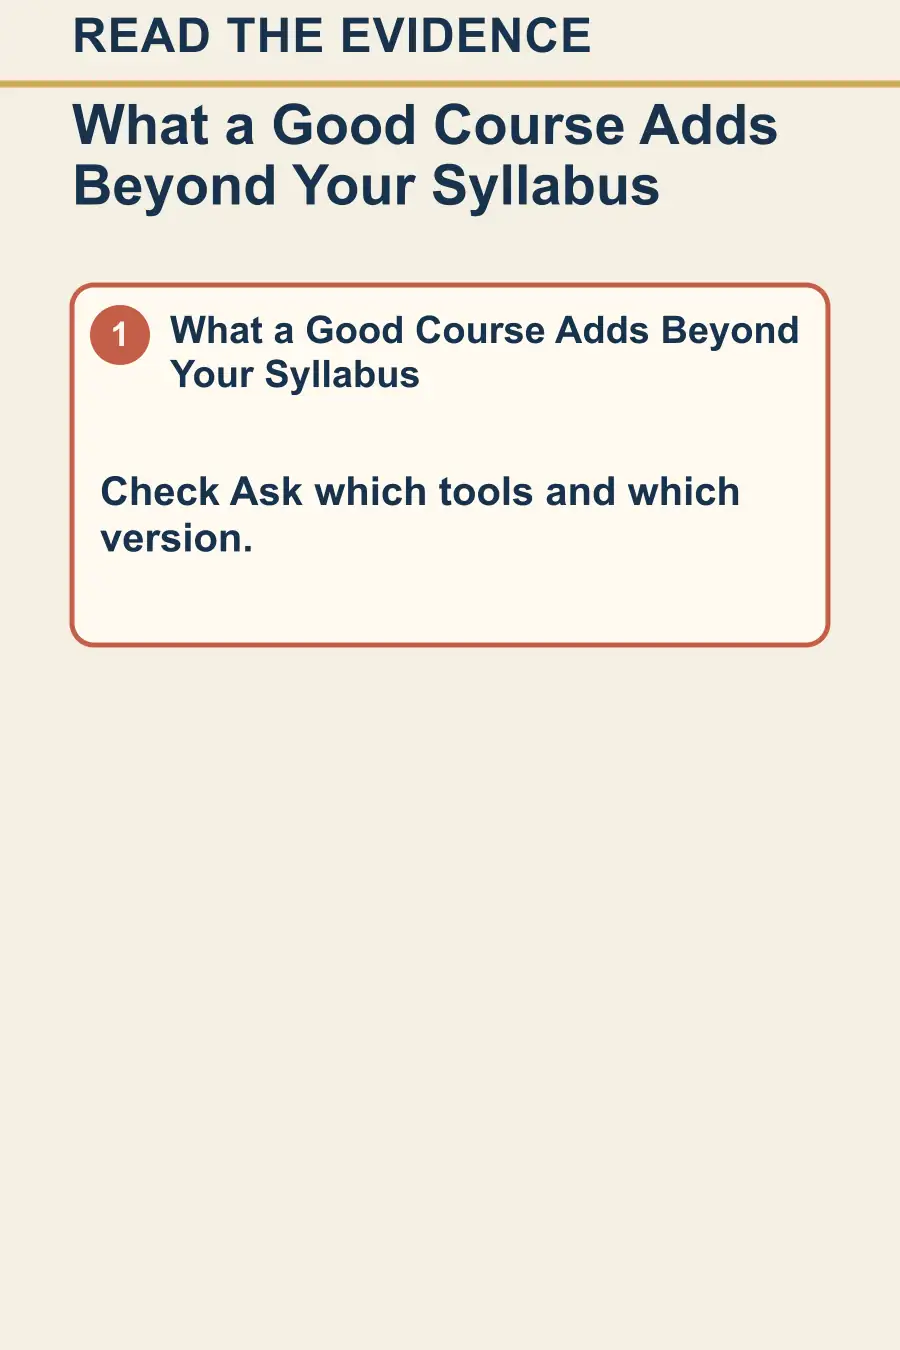 READ THE EVIDENCE
What a Good Course Adds
Beyond Your Syllabus
1
What a Good Course Adds Beyond
Your Syllabus
Check Ask which tools and which
version.